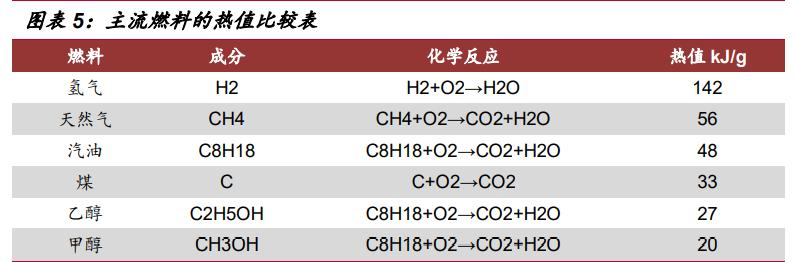 图表 5：主流燃料的热值比较表
燃料 成分 化学反应 热值 kJ/g
氢气 H2 H2+O2→H2O 142
天然气 CH4 CH4+O2→CO2+H2O 56
汽油 C8H18 C8H18+O2→CO2+H2O 48
煤 C C+O2→CO2 33
乙醇 C2H5OH C8H18+O2→CO2+H2O 27
甲醇 CH3OH C8H18+O2→CO2+H2O 20